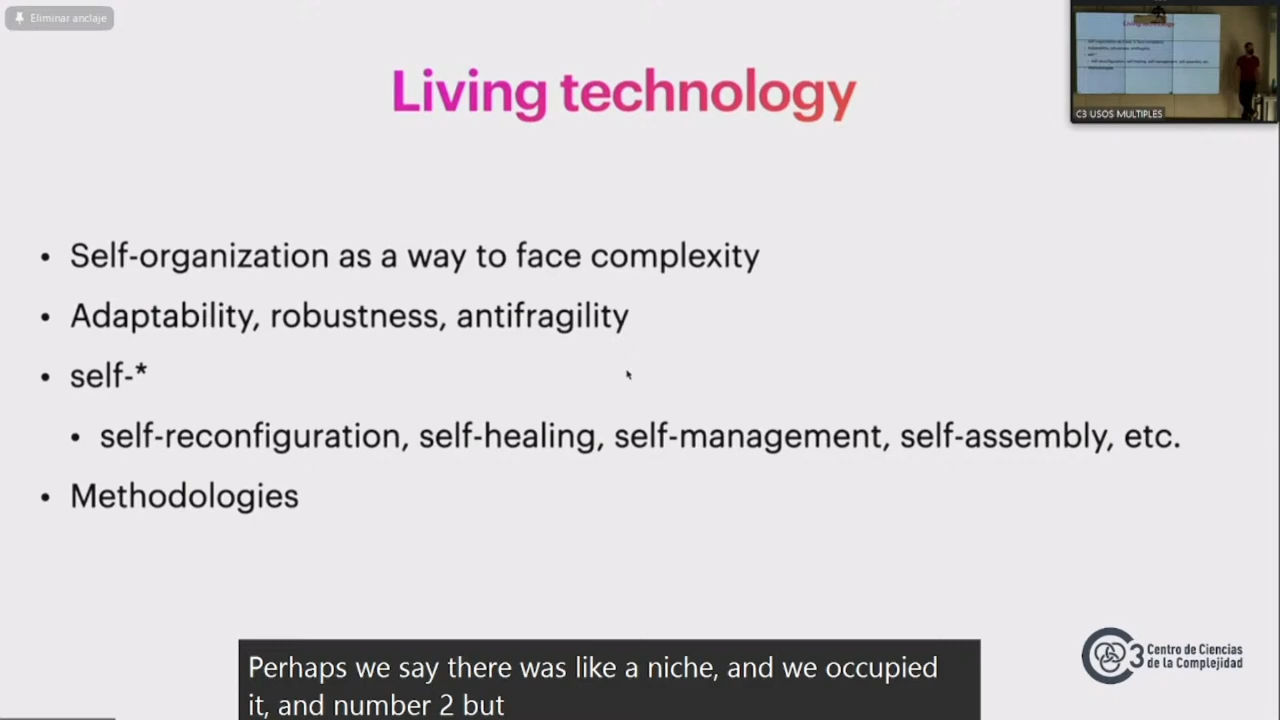 Eliminar anclaje
Living technology
C3 USOS MULTIPLES
• Self-organization as a way to face complexity
• Adaptability, robustness, antifragility
• self-*
• self-reconfiguration, self-healing, self-management, self-assembly, etc.
• Methodologies
C3 Centro de Ciencias
de la Complejidad
Perhaps we say there was like a niche, and we occupied
it, and number 2 but